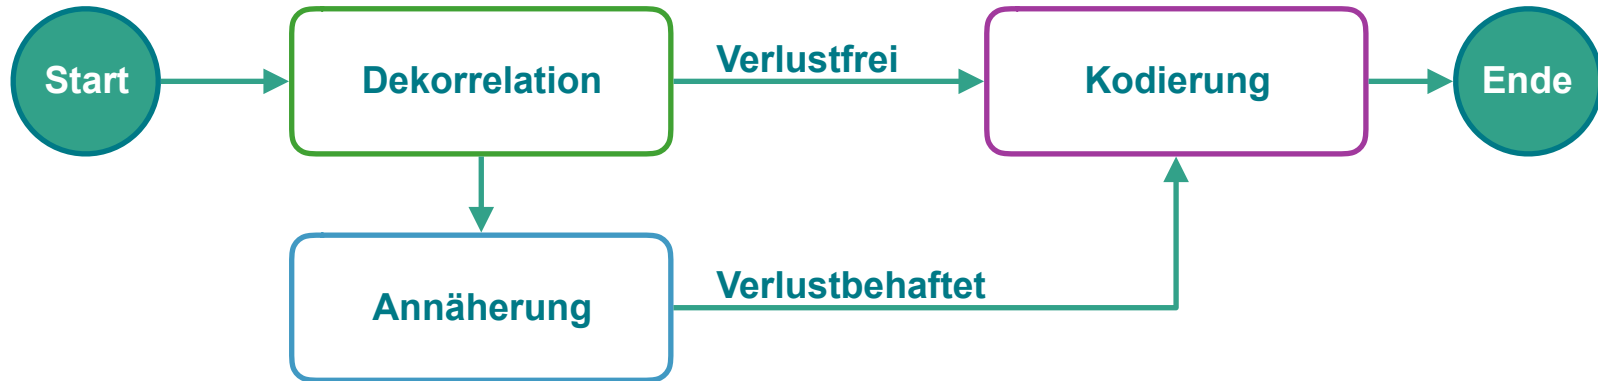 Start
Dekorrelation
Verlustfrei
Kodierung
Ende
Annäherung
Verlustbehaftet